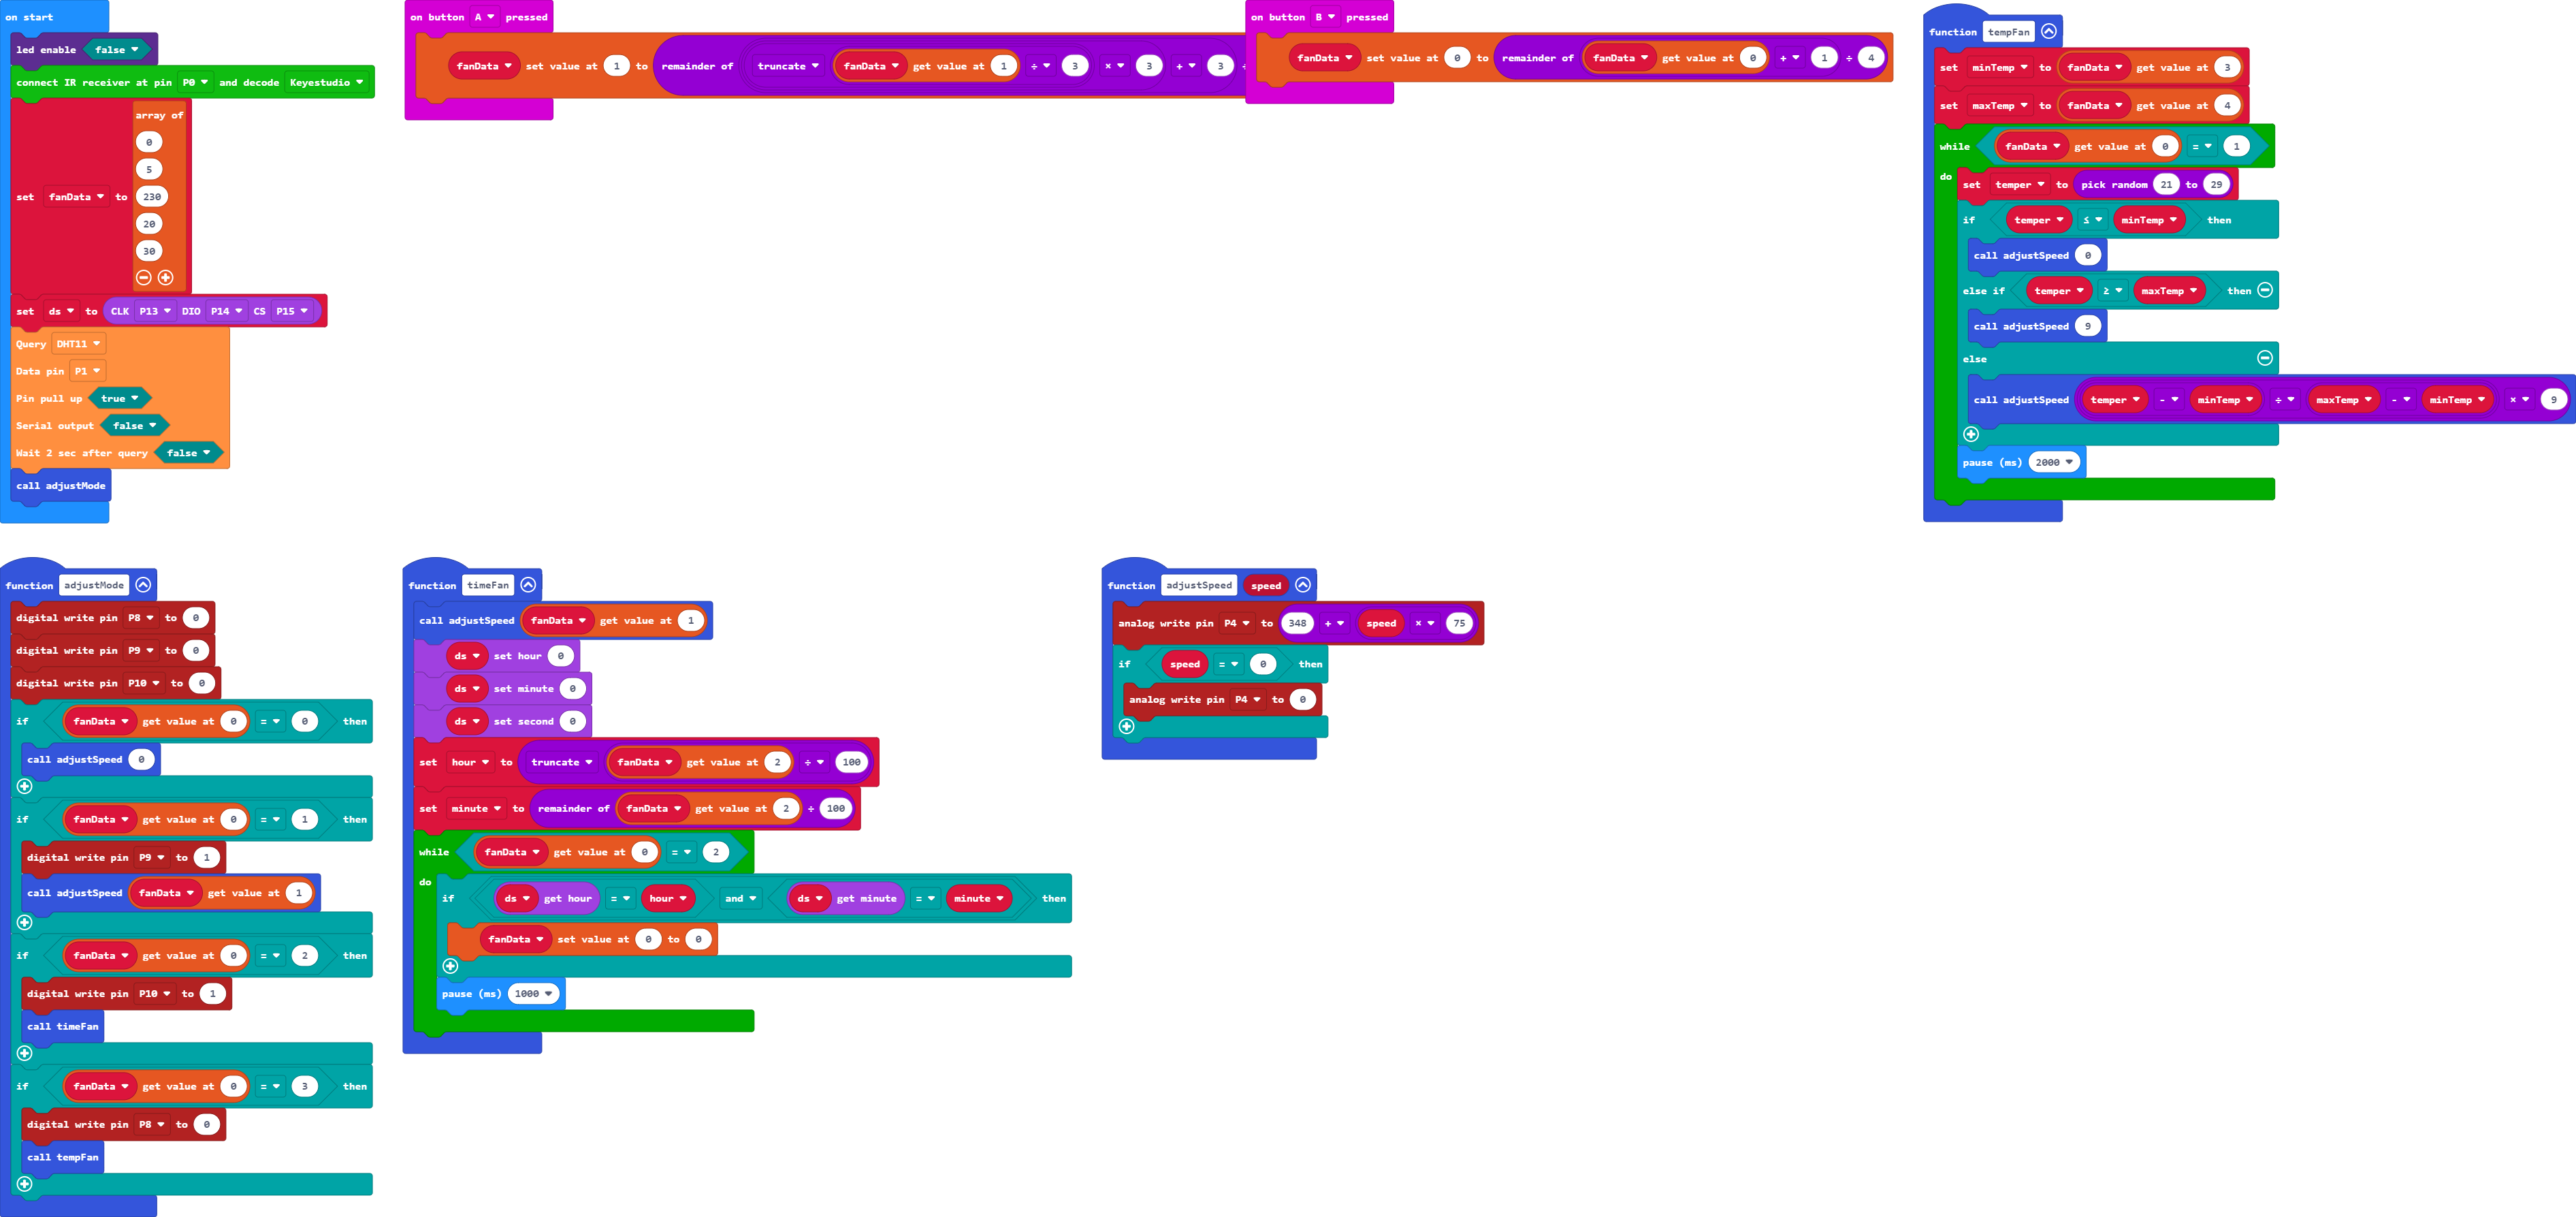 on start
led enable false
connect IR receiver at pin P0 and decode Keyestudio
set fanData to array of
0
5
230
20
30
set ds to CLK P13 DIO P14 CS P15
Query DHT11
Data pin P1
Pin pull up true
Serial output false
Wait 2 sec after query false
call adjustMode
on button A pressed
fanData set value at 1 to remainder of truncate fanData get value at 1 ÷ 3 × 3 + 3 ÷
on button B pressed
fanData set value at 0 to remainder of fanData get value at 0 + 1 ÷ 4
function tempFan
set minTemp to fanData get value at 3
set maxTemp to fanData get value at 4
while fanData get value at 0 = 1
do set temper to pick random 21 to 29
if temper ≤ minTemp then
call adjustSpeed 0
else if temper ≥ maxTemp then
call adjustSpeed 9
else
call adjustSpeed temper - minTemp ÷ maxTemp - minTemp × 9
pause (ms) 2000
function adjustMode
digital write pin P8 to 0
digital write pin P9 to 0
digital write pin P10 to 0
if fanData get value at 0 = 0 then
call adjustSpeed 0
if fanData get value at 0 = 1 then
digital write pin P9 to 1
call adjustSpeed fanData get value at 1
if fanData get value at 0 = 2 then
digital write pin P10 to 1
call timeFan
if fanData get value at 0 = 3 then
digital write pin P8 to 0
call tempFan
function timeFan
call adjustSpeed fanData get value at 1
ds set hour 0
ds set minute 0
ds set second 0
set hour to truncate fanData get value at 2 ÷ 100
set minute to remainder of fanData get value at 2 ÷ 100
while fanData get value at 0 = 2
do
if ds get hour = hour and ds get minute = minute then
fanData set value at 0 to 0
pause (ms) 1000
function adjustSpeed speed
analog write pin P4 to 348 + speed × 75
if speed = 0 then
analog write pin P4 to 0